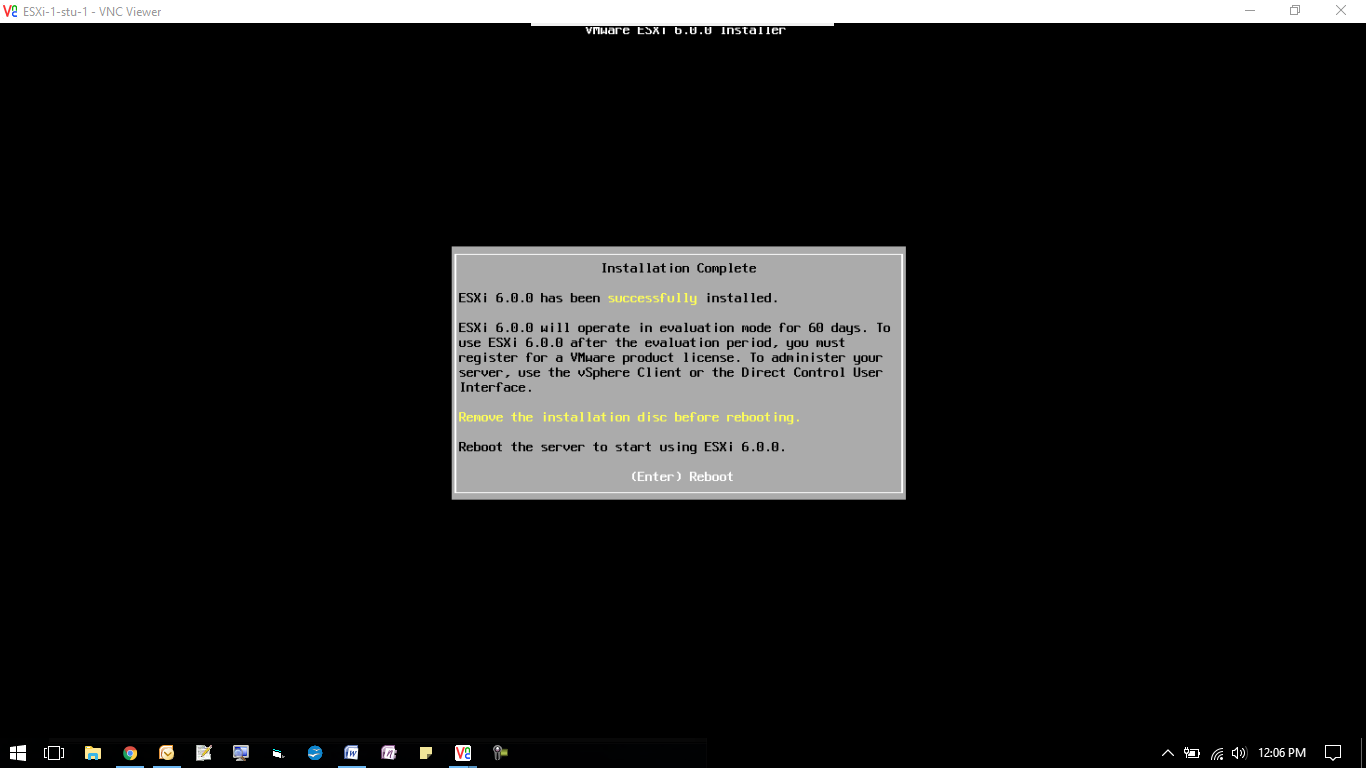 ESXi-1-stu-1 - VNC Viewer
VMware ESXi 6.0.0 Installer
Installation Complete
ESXi 6.0.0 has been successfully installed.
ESXi 6.0.0 will operate in evaluation mode for 60 days. To
use ESXi 6.0.0 after the evaluation period, you must
register for a VMware product license. To administer your
server, use the vSphere Client or the Direct Control User
Interface.
Remove the installation disc before rebooting.
Reboot the server to start using ESXi 6.0.0.
(Enter) Reboot
12:06 PM